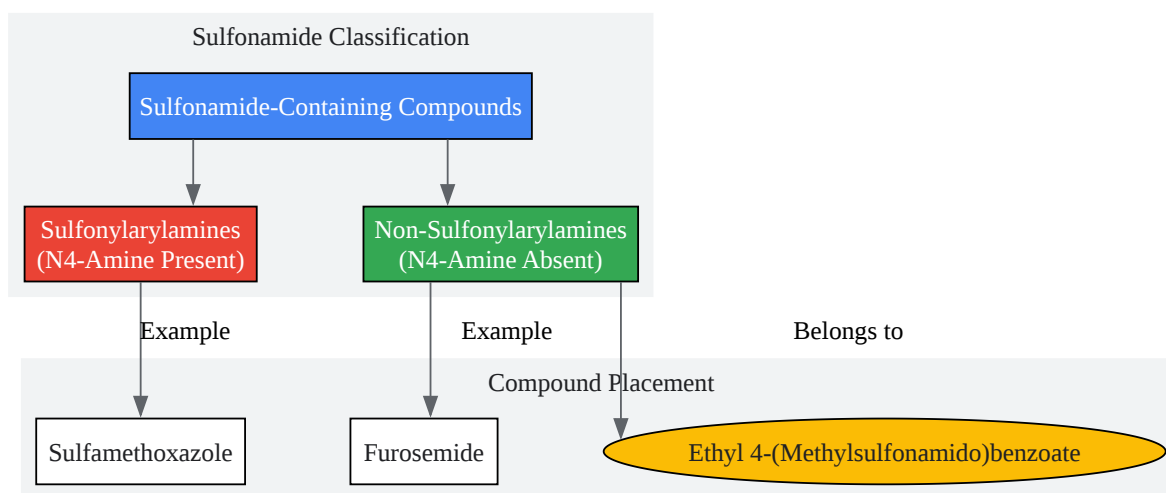 Sulfonamide Classification
Sulfonamide-Containing Compounds
Sulfonylarylamines
(N4-Amine Present)
Non-Sulfonylarylamines
(N4-Amine Absent)
Example
Example
Belongs to
Compound Placement
Sulfamethoxazole
Furosemide
Ethyl 4-(Methylsulfonamido)benzoate